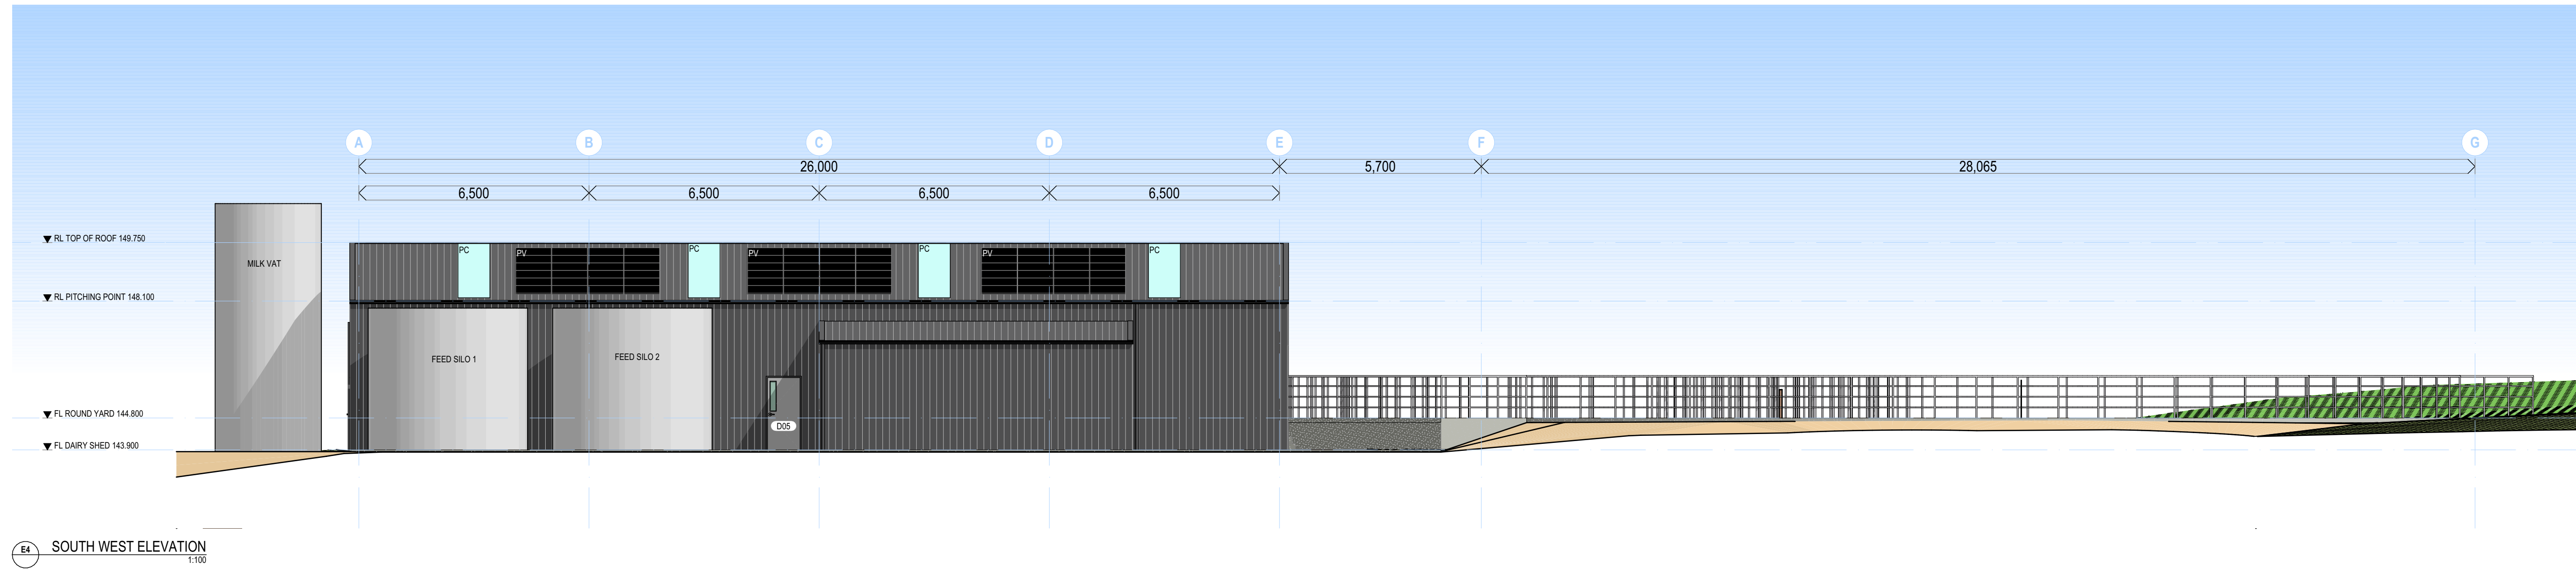 A B C D E F G
26,000 5,700 28,065
6,500 6,500 6,500 6,500
RL TOP OF ROOF 149.750
PC PV PC PV PC PV PC
MILK VAT
RL PITCHING POINT 148.100
FEED SILO 1 FEED SILO 2
FL ROUND YARD 144.800
D05
FL DAIRY SHED 143.900
E4 SOUTH WEST ELEVATION
1:100